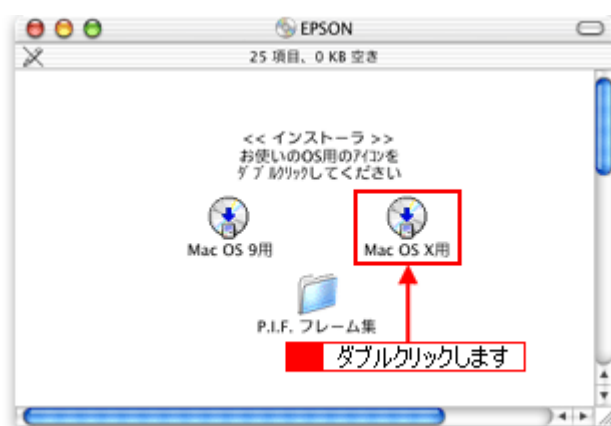 EPSON
25 項目、0 KB 空き
<< インストーラ >>
お使いのOS用のアイコンを
ダブルクリックしてください
Mac OS 9用
Mac OS X用
P.I.F. フレーム集
ダブルクリックします